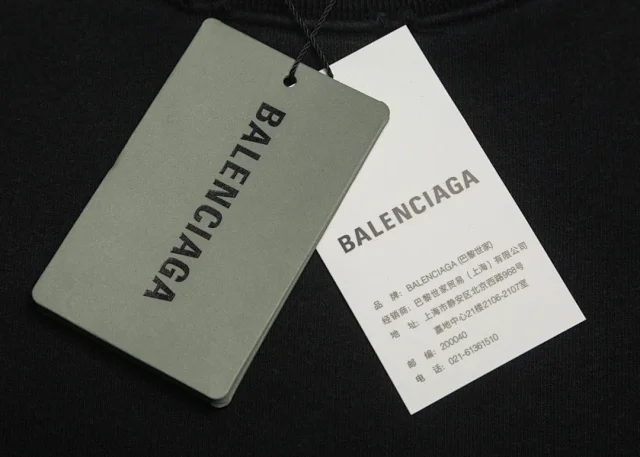 BALENCIAGA
BALENCIAGA
品 牌: BALENCIAGA (巴黎世家)
经销商: 巴黎世家贸易 (上海) 有限公司
地 址: 上海市静安区北京西路968号
嘉地中心21楼2106-2107室
邮 编: 200040
电 话: 021-61361510